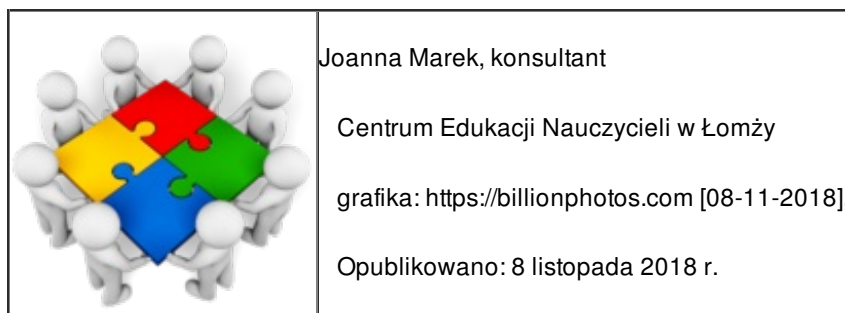 Joanna Marek, konsultant
Centrum Edukacji Nauczycieli w Łomży
grafika: https://billionphotos.com [08-11-2018]
Opublikowano: 8 listopada 2018 r.